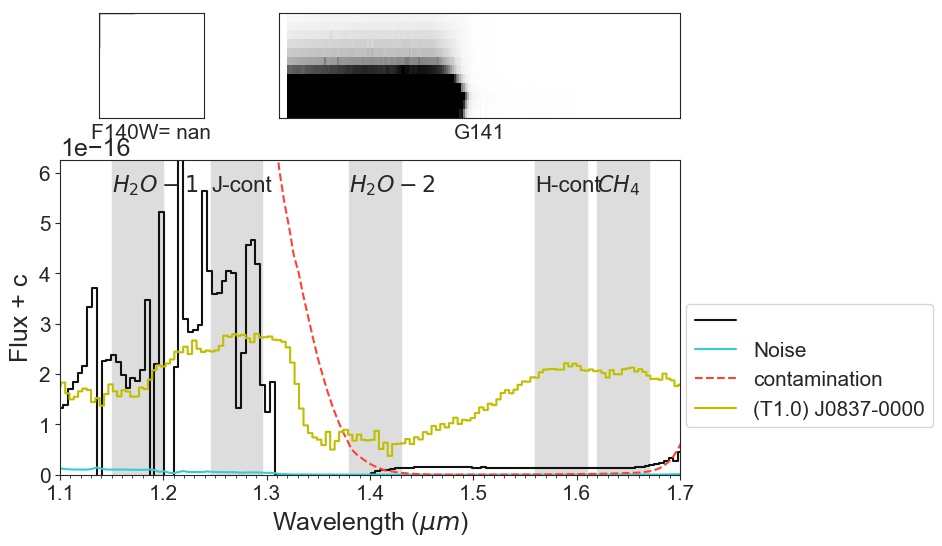 F140W= nan
G141
1e−16
H₂O − 1
J-cont
H₂O − 2
H-cont
CH₄
6
5
4
3
2
1
0
Flux + c
1.1
1.2
1.3
1.4
1.5
1.6
1.7
Wavelength (μm)
Noise
contamination
(T1.0) J0837-0000